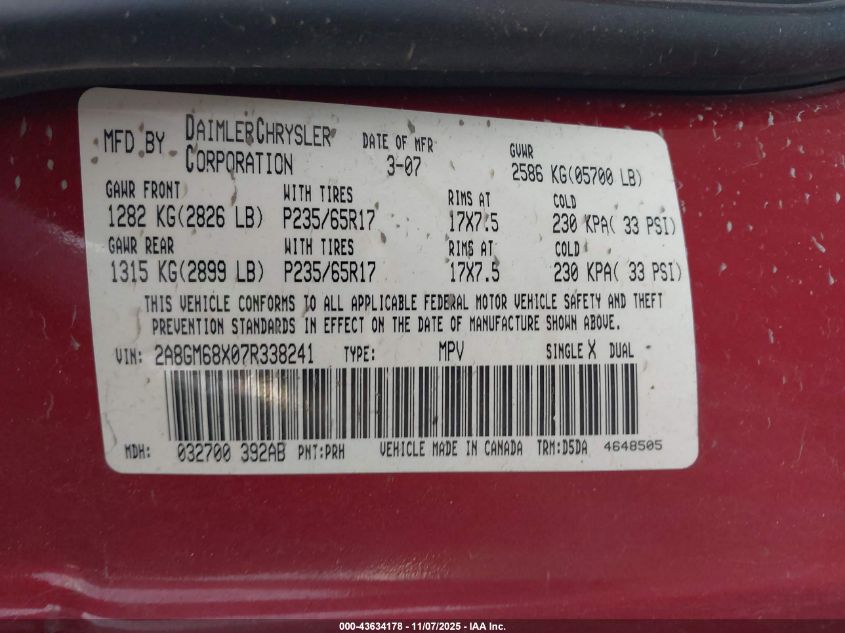 MFD BY DAIMLERCHRYSLER CORPORATION DATE OF MFR 3-07 GVWR 2586 KG(05700 LB)
GAWR FRONT WITH TIRES RIMS AT COLD
1282 KG(2826 LB) P235/65R17 17X7.5 230 KPA( 33 PSI)
GAWR REAR WITH TIRES RIMS AT COLD
1315 KG(2899 LB) P235/65R17 17X7.5 230 KPA( 33 PSI)
THIS VEHICLE CONFORMS TO ALL APPLICABLE FEDERAL MOTOR VEHICLE SAFETY AND THEFT
PREVENTION STANDARDS IN EFFECT ON THE DATE OF MANUFACTURE SHOWN ABOVE.
VIN: 2A8GM68X07R338241 TYPE: MPV SINGLE X DUAL
MDH: 032700 392AB PNT:PRH VEHICLE MADE IN CANADA TRM:D5DA 4648505
000-43634178 - 11/07/2025 - IAA Inc.